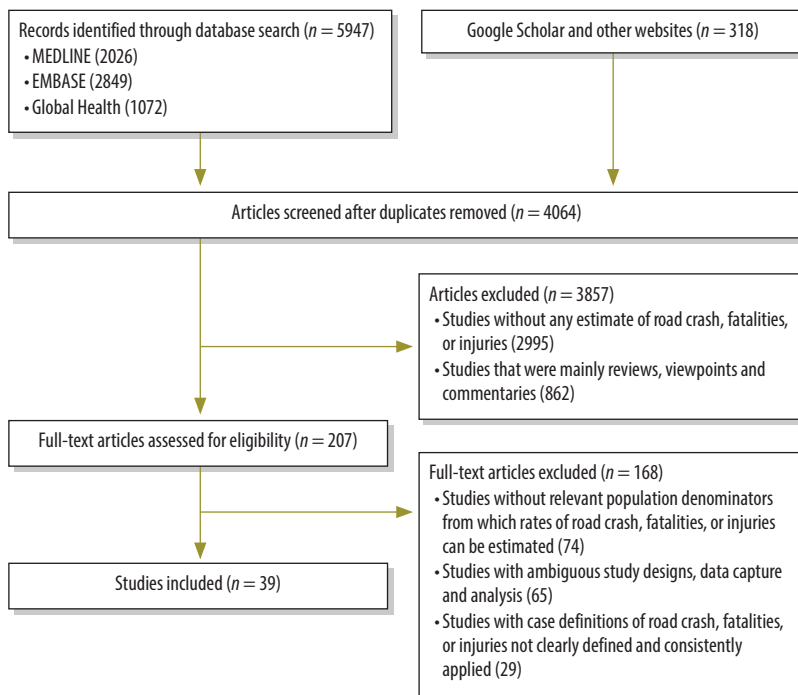 Records identified through database search (n = 5947)
• MEDLINE (2026)
• EMBASE (2849)
• Global Health (1072)
Google Scholar and other websites (n = 318)
Articles screened after duplicates removed (n = 4064)
Articles excluded (n = 3857)
• Studies without any estimate of road crash, fatalities,
or injuries (2995)
• Studies that were mainly reviews, viewpoints and
commentaries (862)
Full-text articles assessed for eligibility (n = 207)
Full-text articles excluded (n = 168)
• Studies without relevant population denominators
from which rates of road crash, fatalities, or injuries
can be estimated (74)
• Studies with ambiguous study designs, data capture
and analysis (65)
• Studies with case definitions of road crash, fatalities,
or injuries not clearly defined and consistently
applied (29)
Studies included (n = 39)